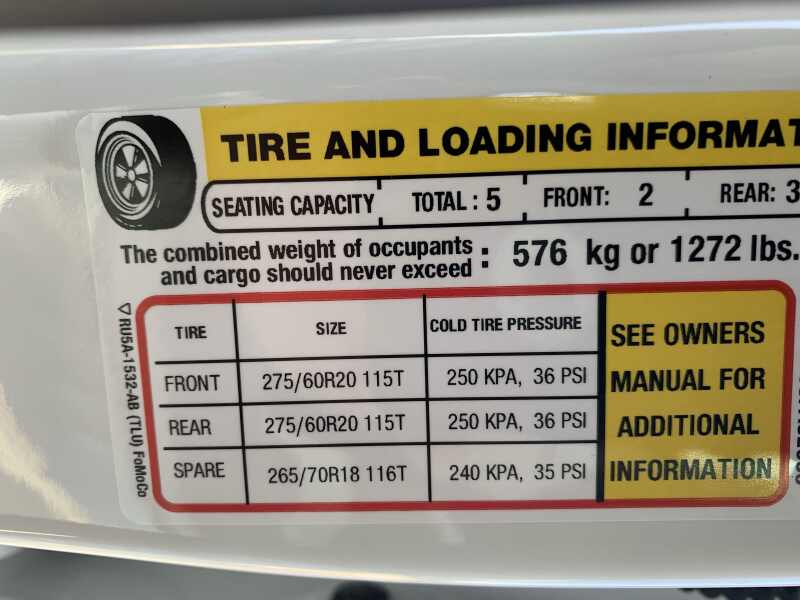 TIRE AND LOADING INFORMAT
SEATING CAPACITY TOTAL : 5 FRONT: 2 REAR: 3
The combined weight of occupants
and cargo should never exceed : 576 kg or 1272 lbs.
TIRE SIZE COLD TIRE PRESSURE
FRONT 275/60R20 115T 250 KPA, 36 PSI
REAR 275/60R20 115T 250 KPA, 36 PSI
SPARE 265/70R18 116T 240 KPA, 35 PSI
SEE OWNERS
MANUAL FOR
ADDITIONAL
INFORMATION
RU5A-1532-AB (TLU) FoMoCo